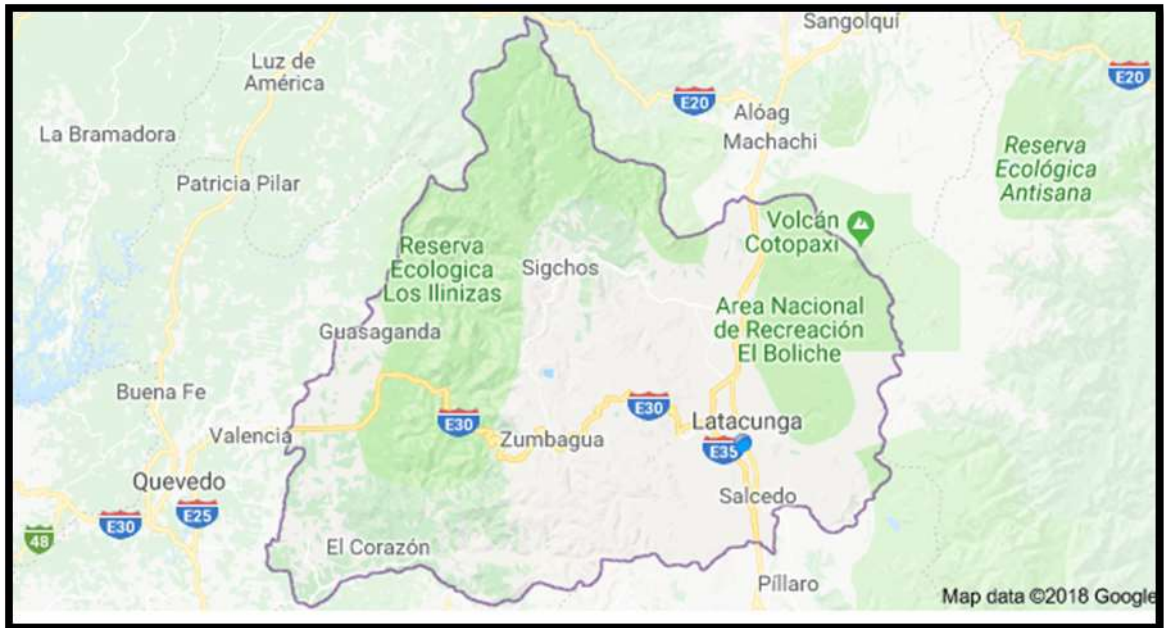 Sangolquí
Luz de
América
E20
E20
Alóag
La Bramadora
Machachi
Reserva
Ecológica
Antisana
Patricia Pilar
Volcán
Cotopaxi
Reserva
Ecologica
Los Ilinizas
Sigchos
Area Nacional
de Recreación
El Boliche
Guasaganda
Buena Fe
E30
E30
Latacunga
Valencia
Zumbagua
E35
Quevedo
Salcedo
E25
E30
48
El Corazón
Píllaro
Map data ©2018 Google